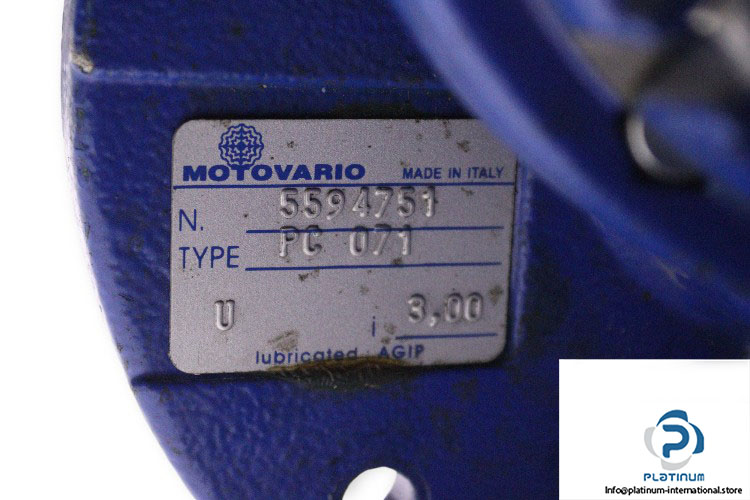 MOTOVARIO MADE IN ITALY
N. 5594751
TYPE PC 071
U i 3,00
lubricated AGIP
PLATINUM
Info@platinum-international.store